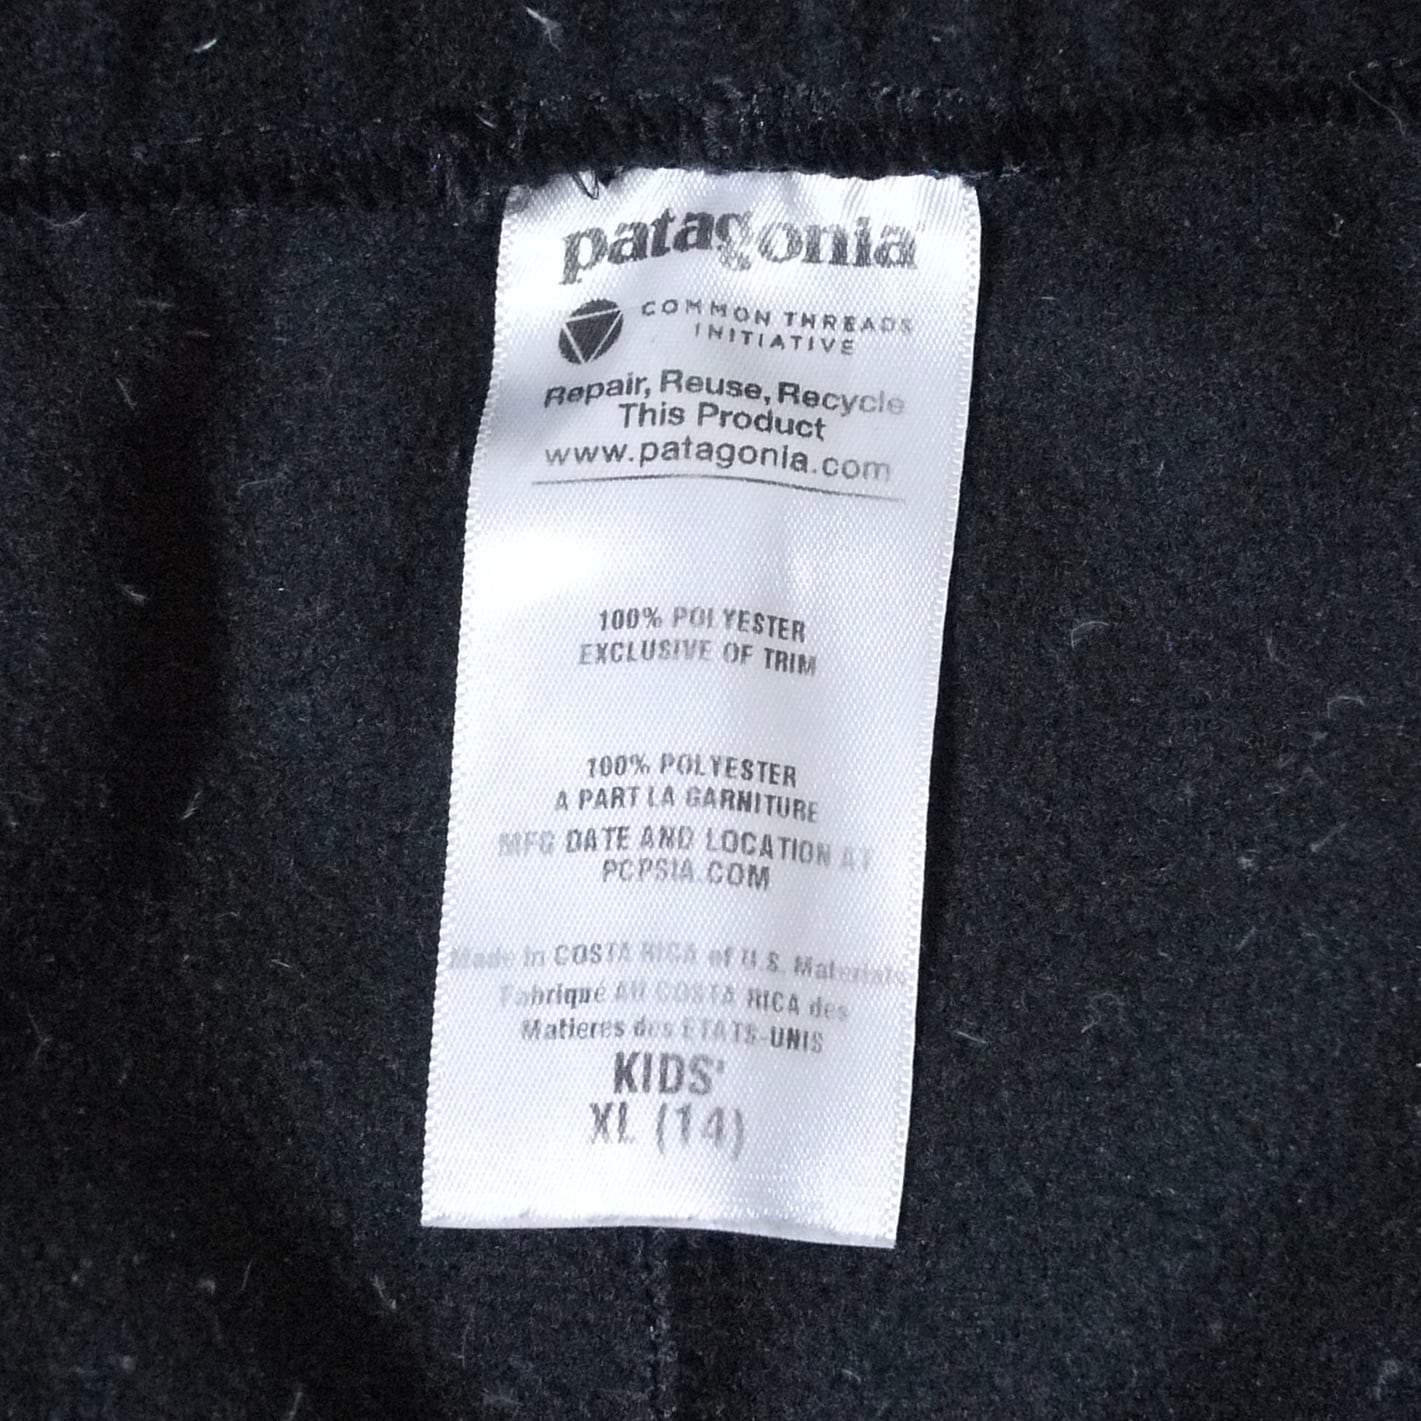 patagonia
COMMON THREADS
INITIATIVE
Repair, Reuse, Recycle
This Product
www.patagonia.com
100% POLYESTER
EXCLUSIVE OF TRIM
100% POLYESTER
A PART LA GARNITURE
MFG DATE AND LOCATION AT
PCPSIA.COM
Made in COSTA RICA of U.S. Materials
Fabriqué AU COSTA RICA des
Matieres des ETATS-UNIS
KIDS'
XL (14)